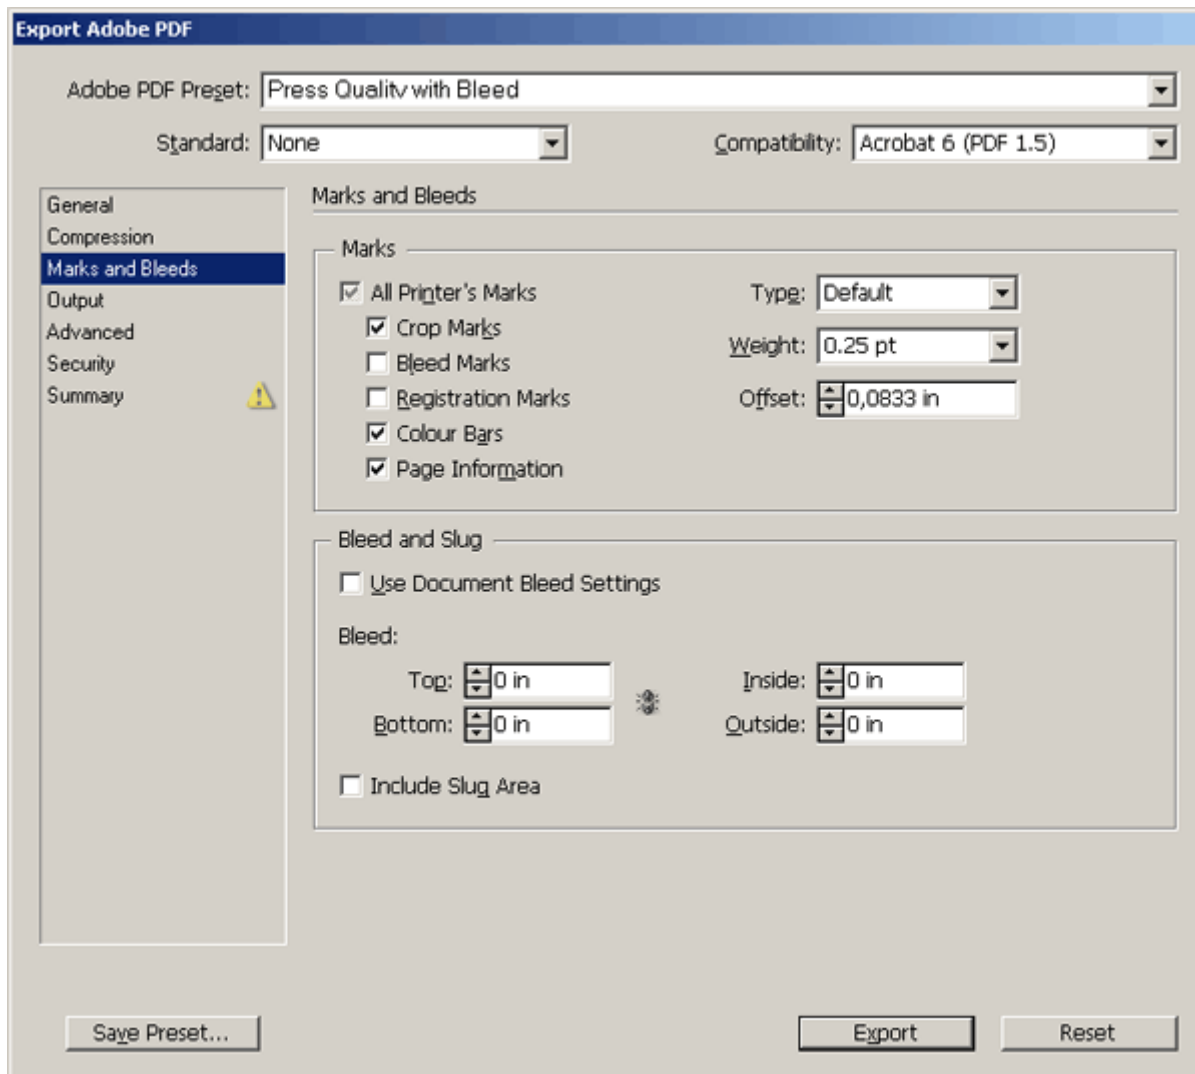 Export Adobe PDF
Adobe PDF Preset: Press Quality with Bleed
Standard: None Compatibility: Acrobat 6 (PDF 1.5)
General
Compression
Marks and Bleeds
Output
Advanced
Security
Summary
Marks and Bleeds
Marks
All Printer's Marks
Crop Marks
Bleed Marks
Registration Marks
Colour Bars
Page Information
Type: Default
Weight: 0.25 pt
Offset: 0,0833 in
Bleed and Slug
Use Document Bleed Settings
Bleed:
Top: 0 in Inside: 0 in
Bottom: 0 in Outside: 0 in
Include Slug Area
Save Preset... Export Reset